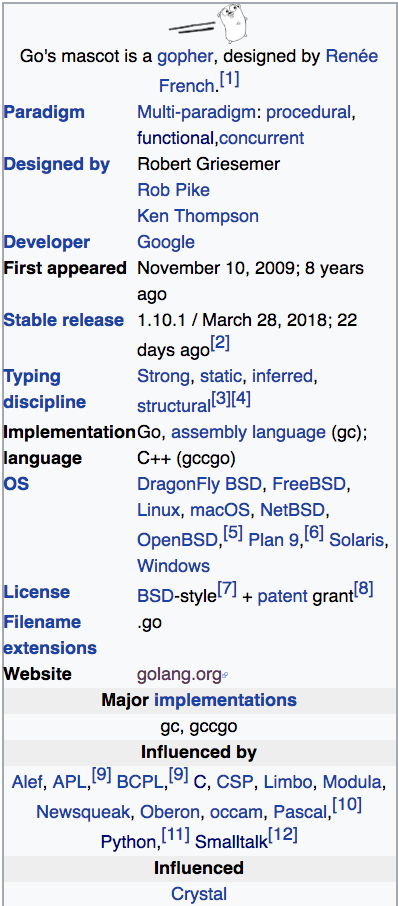 Go's mascot is a gopher, designed by Renée
French.[1]
Paradigm Multi-paradigm: procedural,
functional,concurrent
Designed by Robert Griesemer
Rob Pike
Ken Thompson
Developer Google
First appeared November 10, 2009; 8 years
ago
Stable release 1.10.1 / March 28, 2018; 22
days ago[2]
Typing Strong, static, inferred,
discipline structural[3][4]
Implementation Go, assembly language (gc);
language C++ (gccgo)
OS DragonFly BSD, FreeBSD,
Linux, macOS, NetBSD,
OpenBSD,[5] Plan 9,[6] Solaris,
Windows
License BSD-style[7] + patent grant[8]
Filename .go
extensions
Website golang.org
Major implementations
gc, gccgo
Influenced by
Alef, APL,[9] BCPL,[9] C, CSP, Limbo, Modula,
Newsqueak, Oberon, occam, Pascal,[10]
Python,[11] Smalltalk[12]
Influenced
Crystal